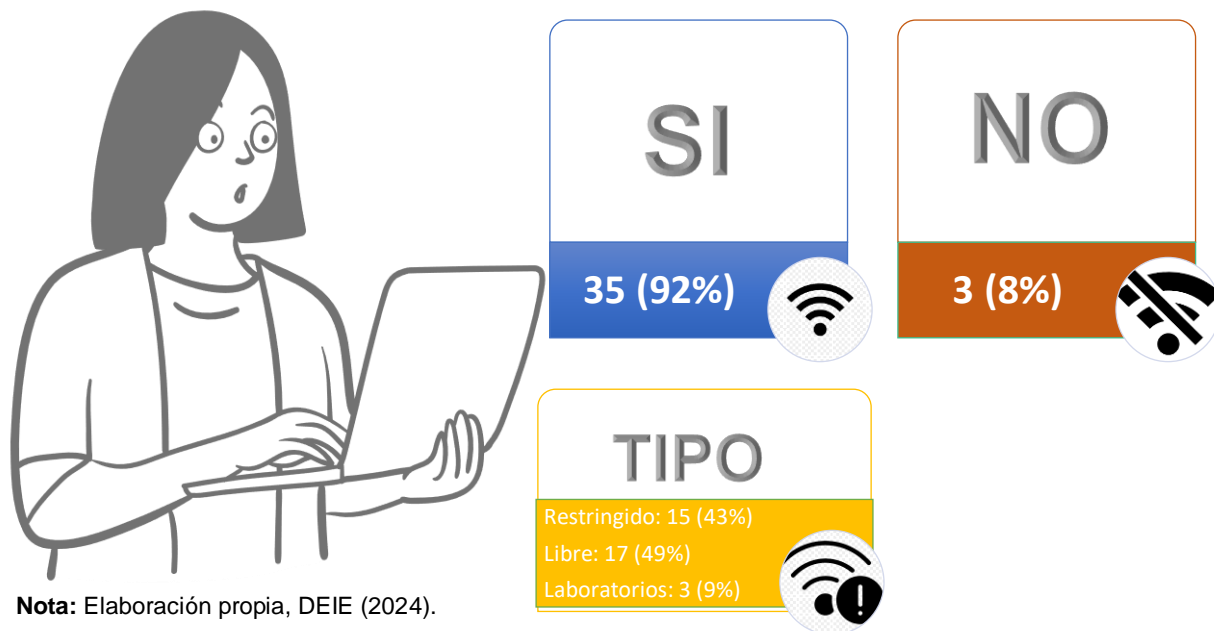 SI
NO
35 (92%)
3 (8%)
TIPO
Restringido: 15 (43%)
Libre: 17 (49%)
Laboratorios: 3 (9%)
Nota: Elaboración propia, DEIE (2024).